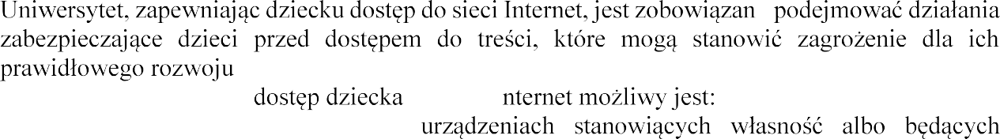 Uniwersytet, zapewniając dziecku dostęp do sieci Internet, jest zobowiązan podejmować działania
zabezpieczające dzieci przed dostępem do treści, które mogą stanowić zagrożenie dla ich
prawidłowego rozwoju
dostęp dziecka nternet możliwy jest:
urządzeniach stanowiących własność albo będących